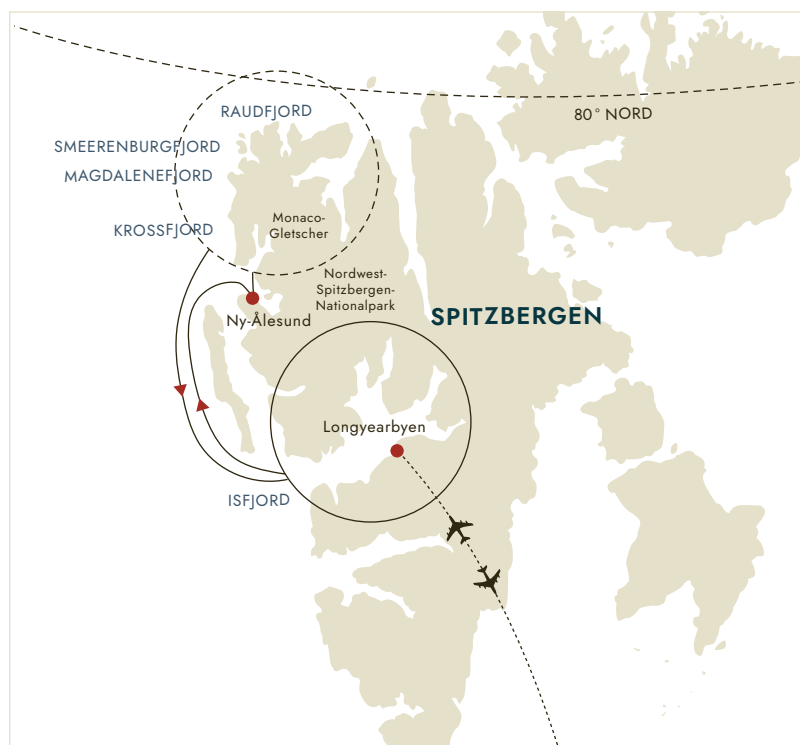 RAUDFJORD
80° NORD
SMEERENBURGFJORD
MAGDALENEFJORD
Monaco-
Gletscher
KROSSFJORD
Nordwest-
Spitzbergen-
Nationalpark
SPITZBERGEN
Ny-Ålesund
Longyearbyen
ISFJORD